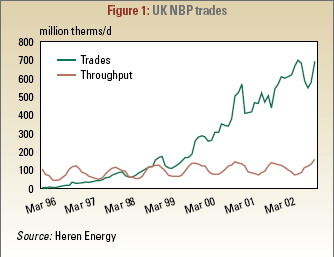 Figure 1: UK NBP trades
million therms/d
800
700
600
500
400
300
200
100
0
Trades
Throughput
Mar 96
Mar 97
Mar 98
Mar 99
Mar 00
Mar 01
Mar 02
Source: Heren Energy